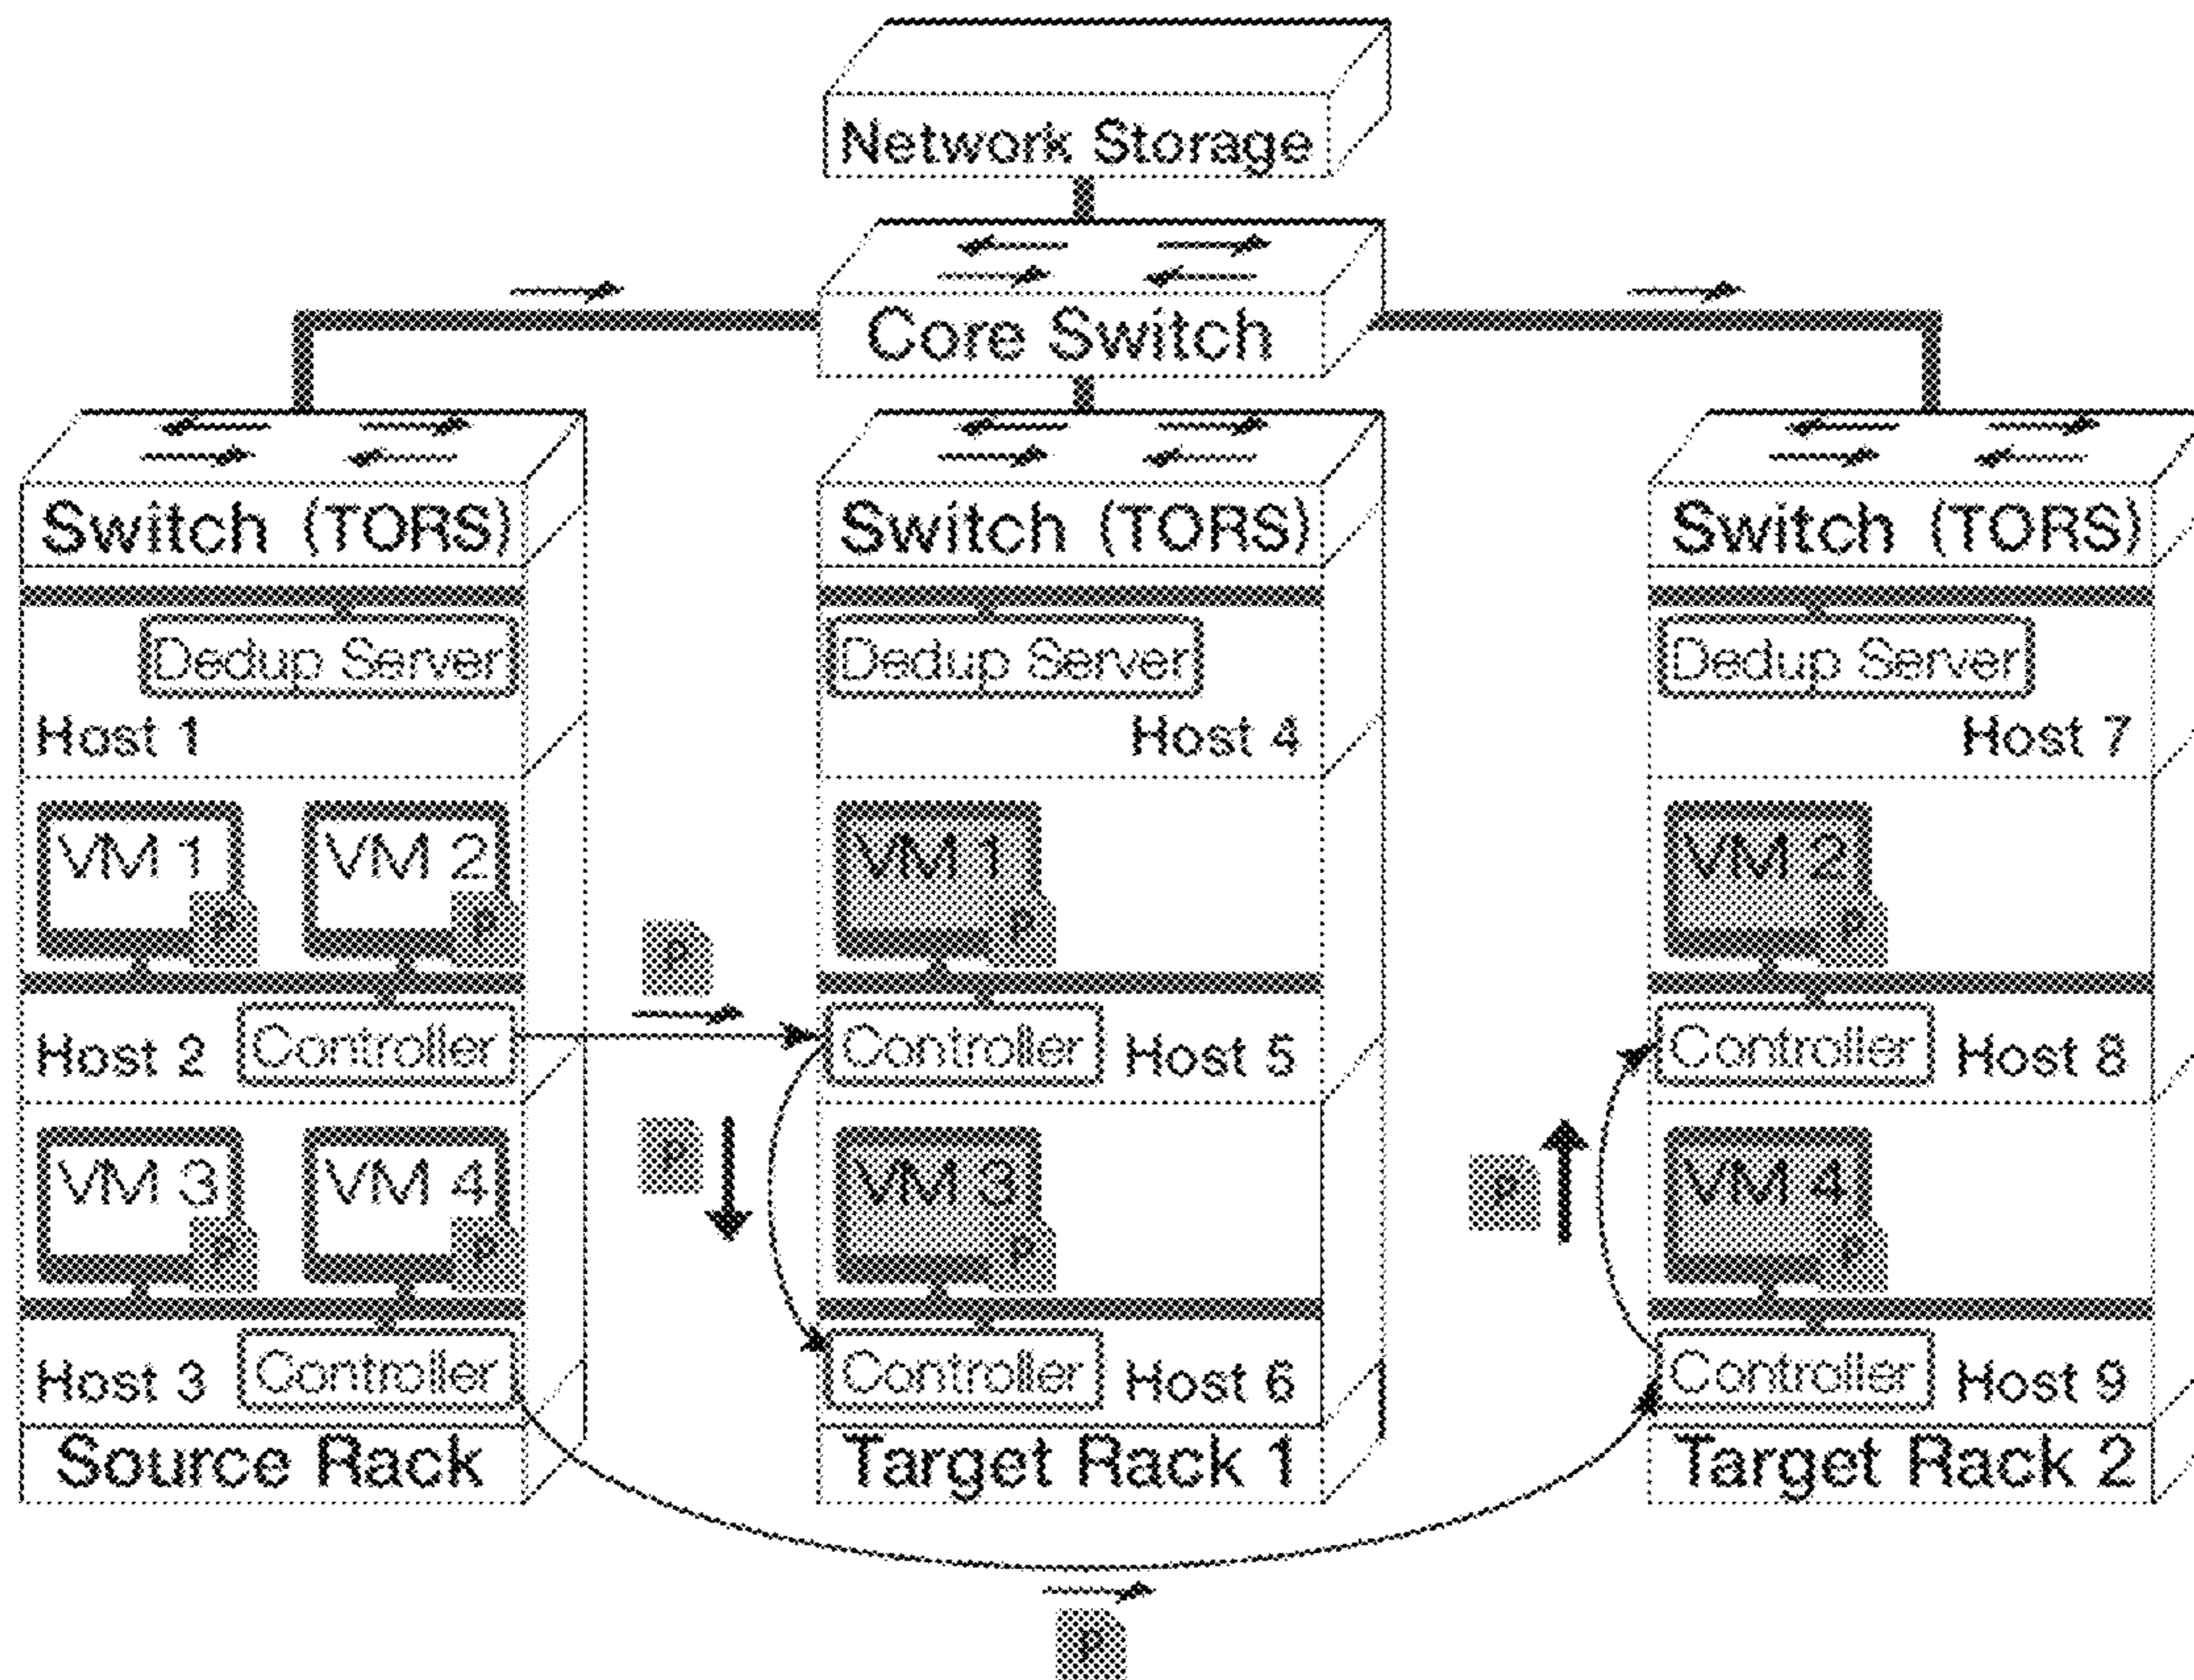 Network Storage
Core Switch
Switch (TORS)
Dedup Server
Host 1
VM 1
VM 2
P
P
Host 2
Controller
VM 3
VM 4
P
P
Host 3
Controller
Source Rack
P
P
Switch (TORS)
Dedup Server
Host 4
VM 1
P
Controller
Host 5
VM 3
P
Controller
Host 6
Target Rack 1
P
Switch (TORS)
Dedup Server
Host 7
VM 2
P
Controller
Host 8
VM 4
P
Controller
Host 9
Target Rack 2
P